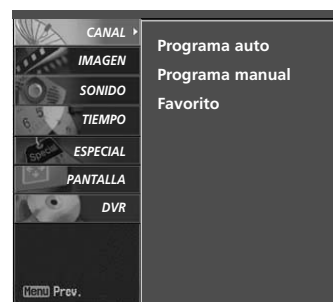 CANAL
IMAGEN
SONIDO
TIEMPO
ESPECIAL
PANTALLA
DVR
Programa auto
Programa manual
Favorito
Menu Prev.